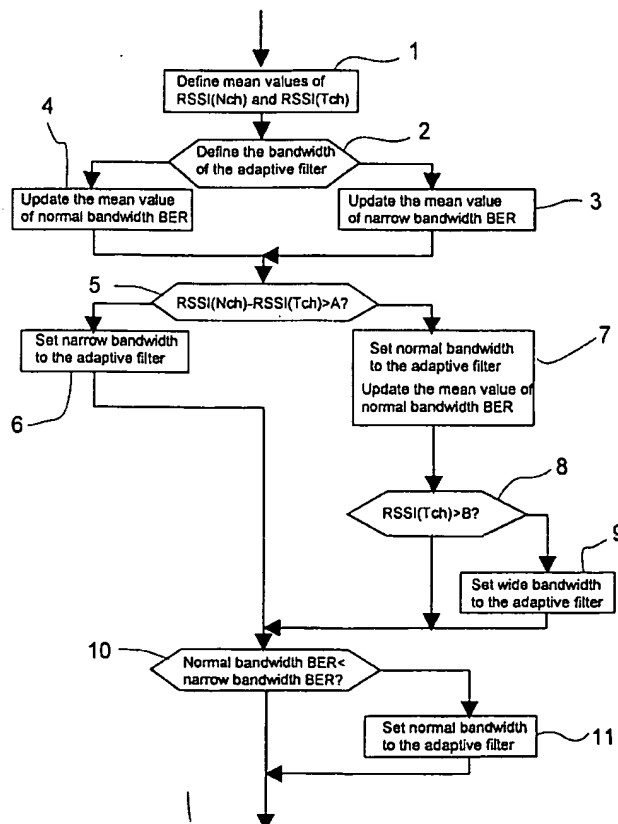 1
Define mean values of
RSSI(Nch) and RSSI(Tch)
2
Define the bandwidth
of the adaptive filter
4
Update the mean value
of normal bandwidth BER
Update the mean value
of narrow bandwidth BER
3
5
RSSI(Nch)-RSSI(Tch)>A?
Set narrow bandwidth
to the adaptive filter
6
7
Set normal bandwidth
to the adaptive filter
Update the mean value of
normal bandwidth BER
8
RSSI(Tch)>B?
9
Set wide bandwidth
to the adaptive filter
10
Normal bandwidth BER<
narrow bandwidth BER?
Set normal bandwidth
to the adaptive filter
11